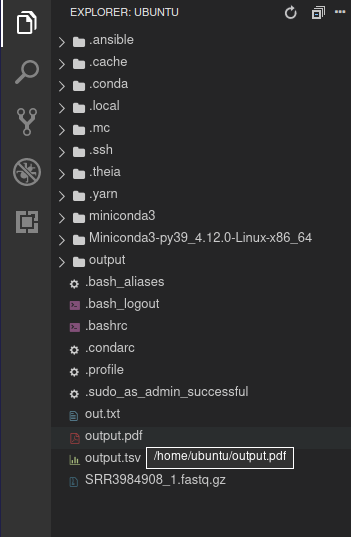 EXPLORER: UBUNTU
.ansible
.cache
.conda
.local
.mc
.ssh
.theia
.yarn
miniconda3
Miniconda3-py39_4.12.0-Linux-x86_64
output
.bash_aliases
.bash_logout
.bashrc
.condarc
.profile
.sudo_as_admin_successful
out.txt
output.pdf
output.tsv
/home/ubuntu/output.pdf
SRR3984908_1.fastq.gz